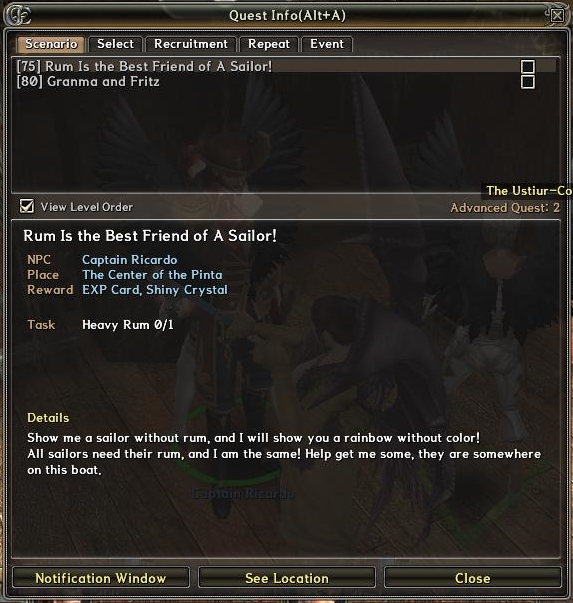 Quest Info(Alt+A)
Scenario Select Recruitment Repeat Event
[75] Rum Is the Best Friend of A Sailor!
[80] Granma and Fritz
The Ustiur-Co
View Level Order Advanced Quest: 2
Rum Is the Best Friend of A Sailor!
NPC Captain Ricardo
Place The Center of the Pinta
Reward EXP Card, Shiny Crystal
Task Heavy Rum 0/1
Details
Show me a sailor without rum, and I will show you a rainbow without color!
All sailors need their rum, and I am the same! Help get me some, they are somewhere
on this boat.
Captain Ricardo
Notification Window See Location Close